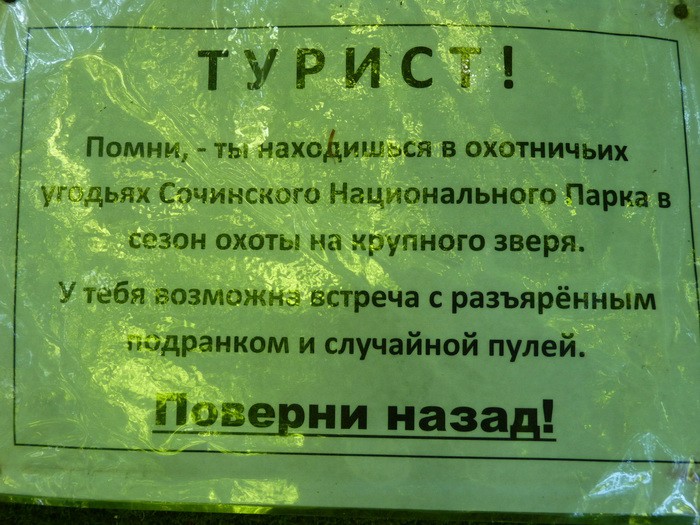 ТУРИСТ!
Помни, - ты находишься в охотничьих
угодьях Сочинского Национального Парка в
сезон охоты на крупного зверя.
У тебя возможна встреча с разъярённым
подранком и случайной пулей.
Поверни назад!